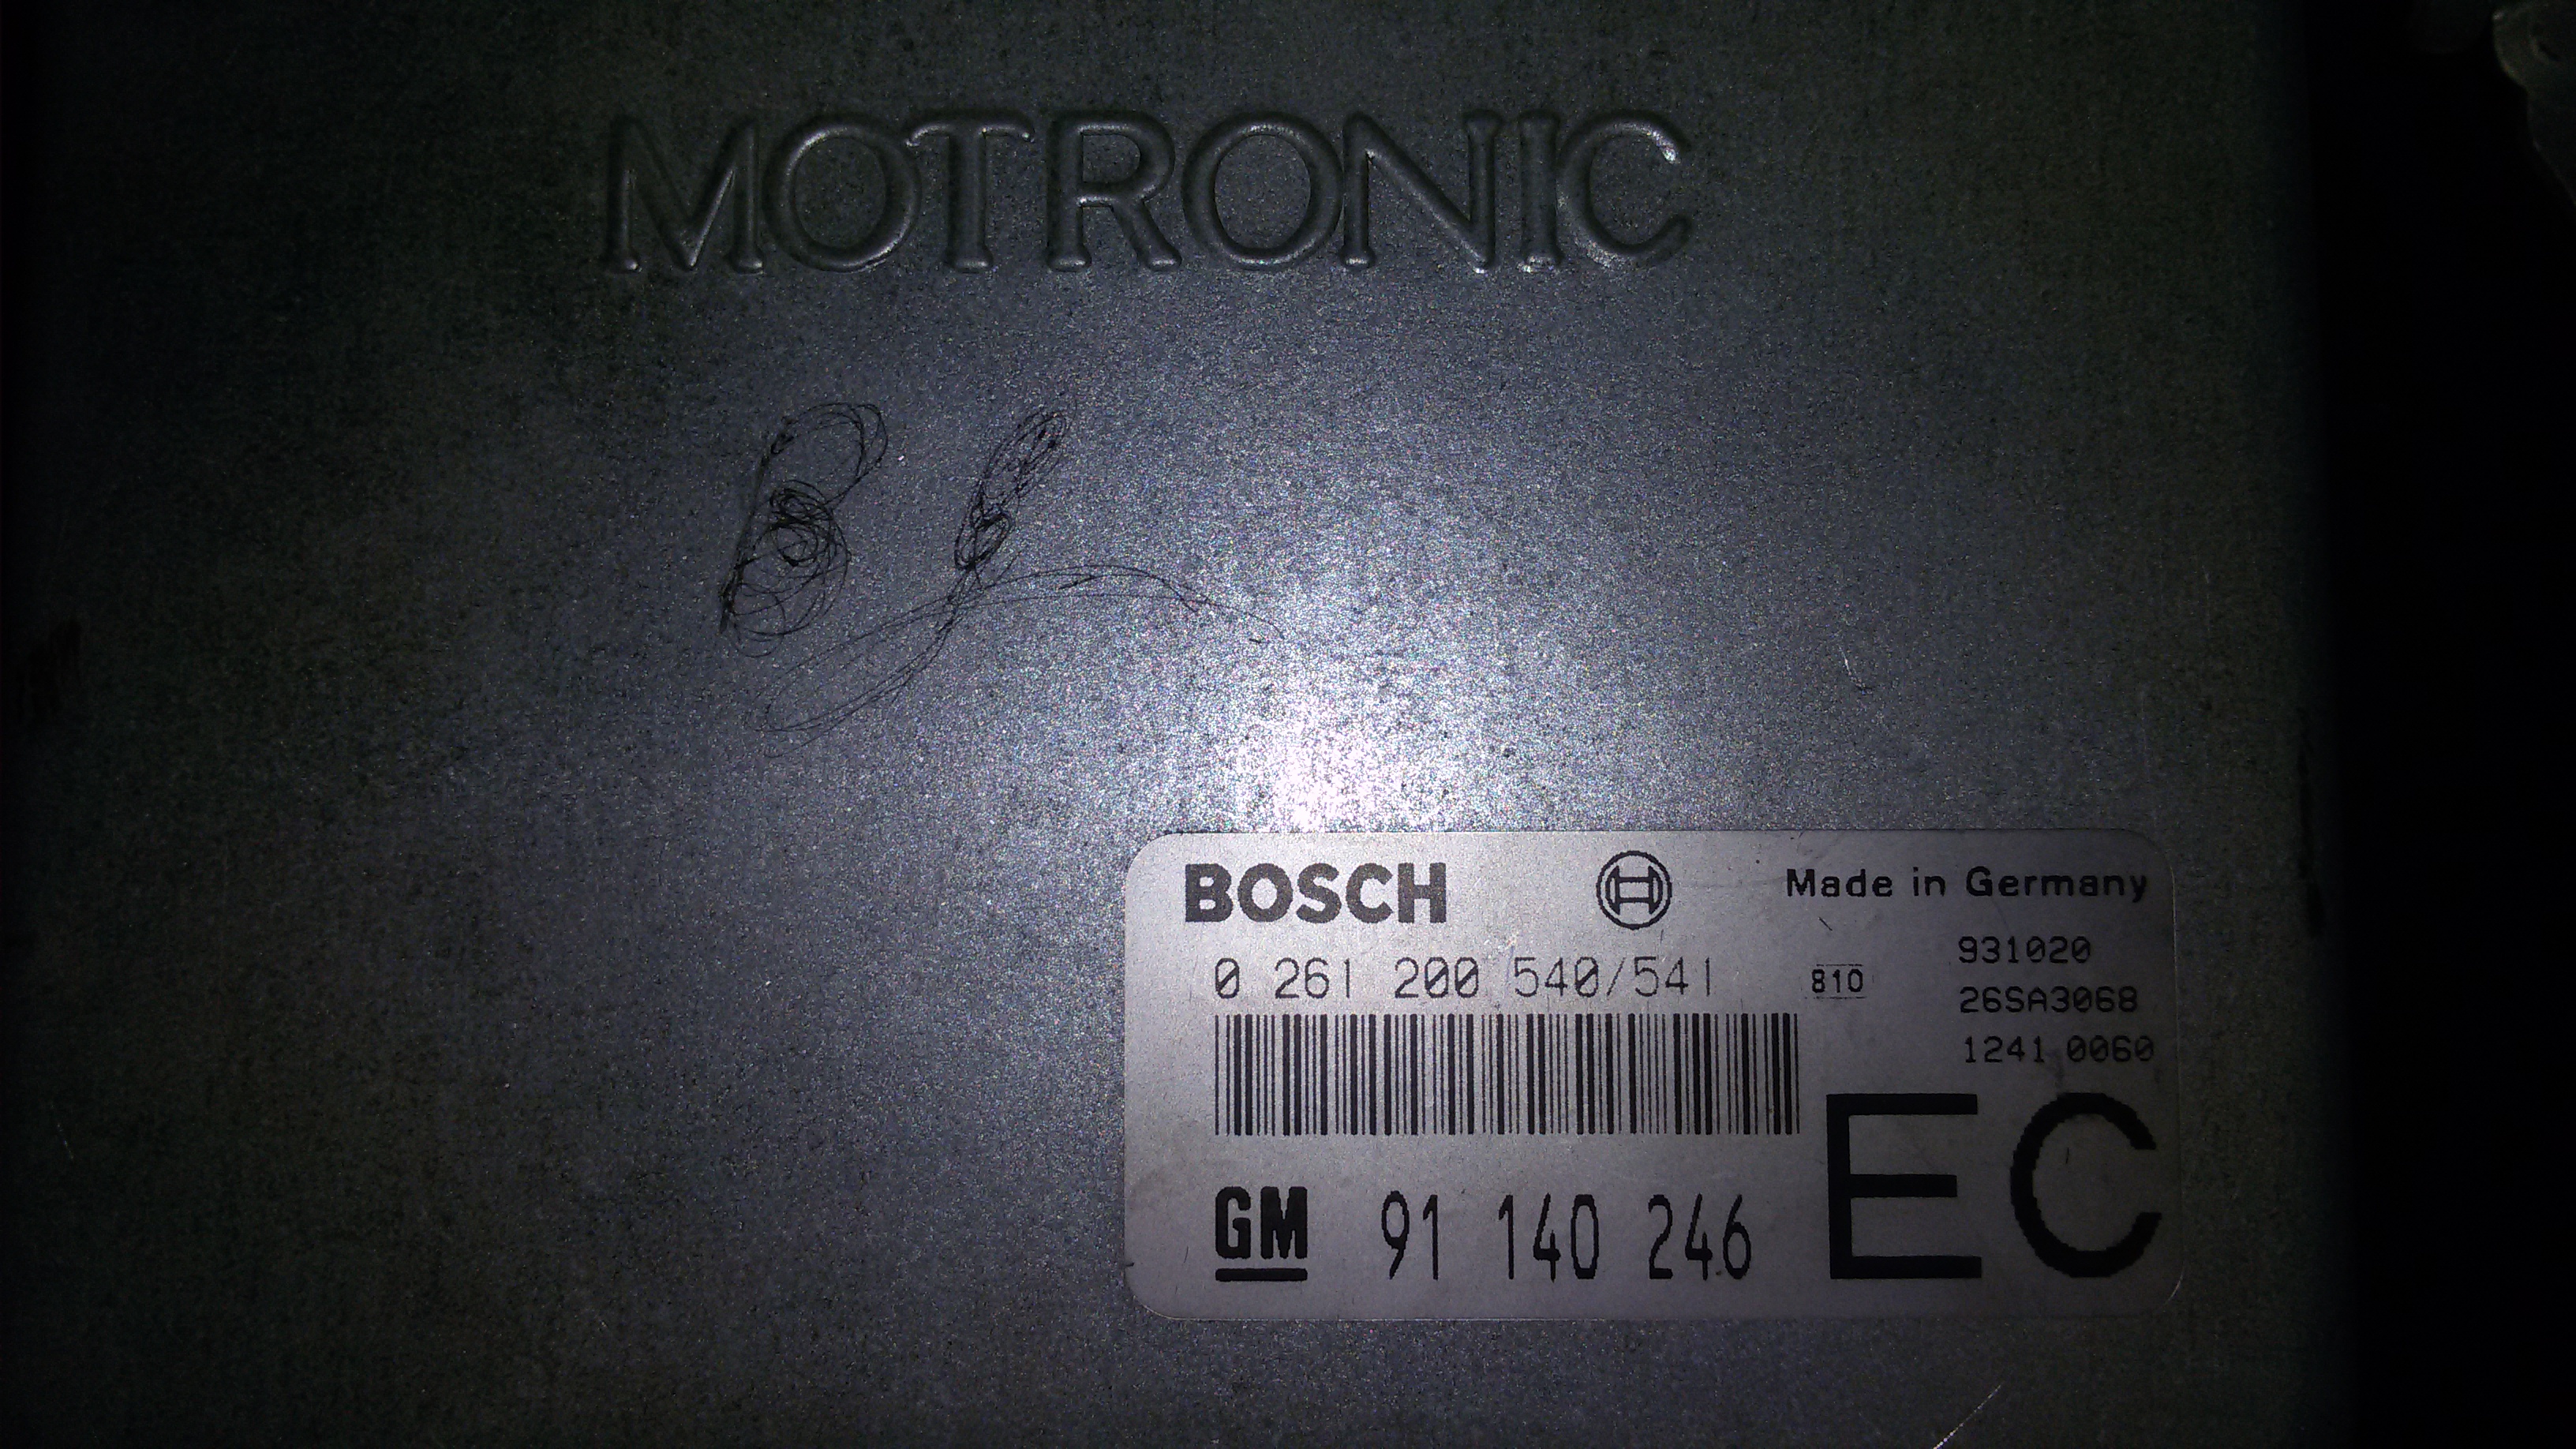 MOTRONIC
BOSCH
Made in Germany
931020
0 261 200 540/541
810
26SA3068
1241 0060
EC
GM 91 140 246